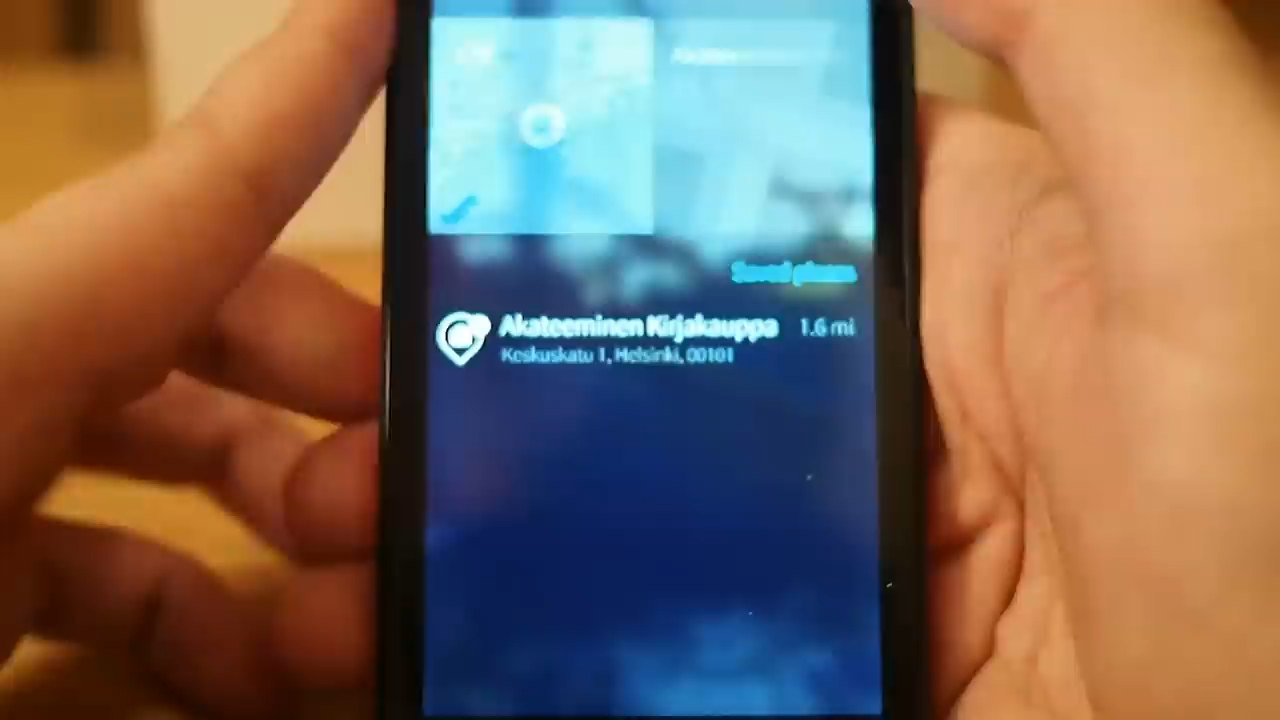 Saved places
Akateeminen Kirjakauppa 1.6 mi
Keskuskatu 1, Helsinki, 00101